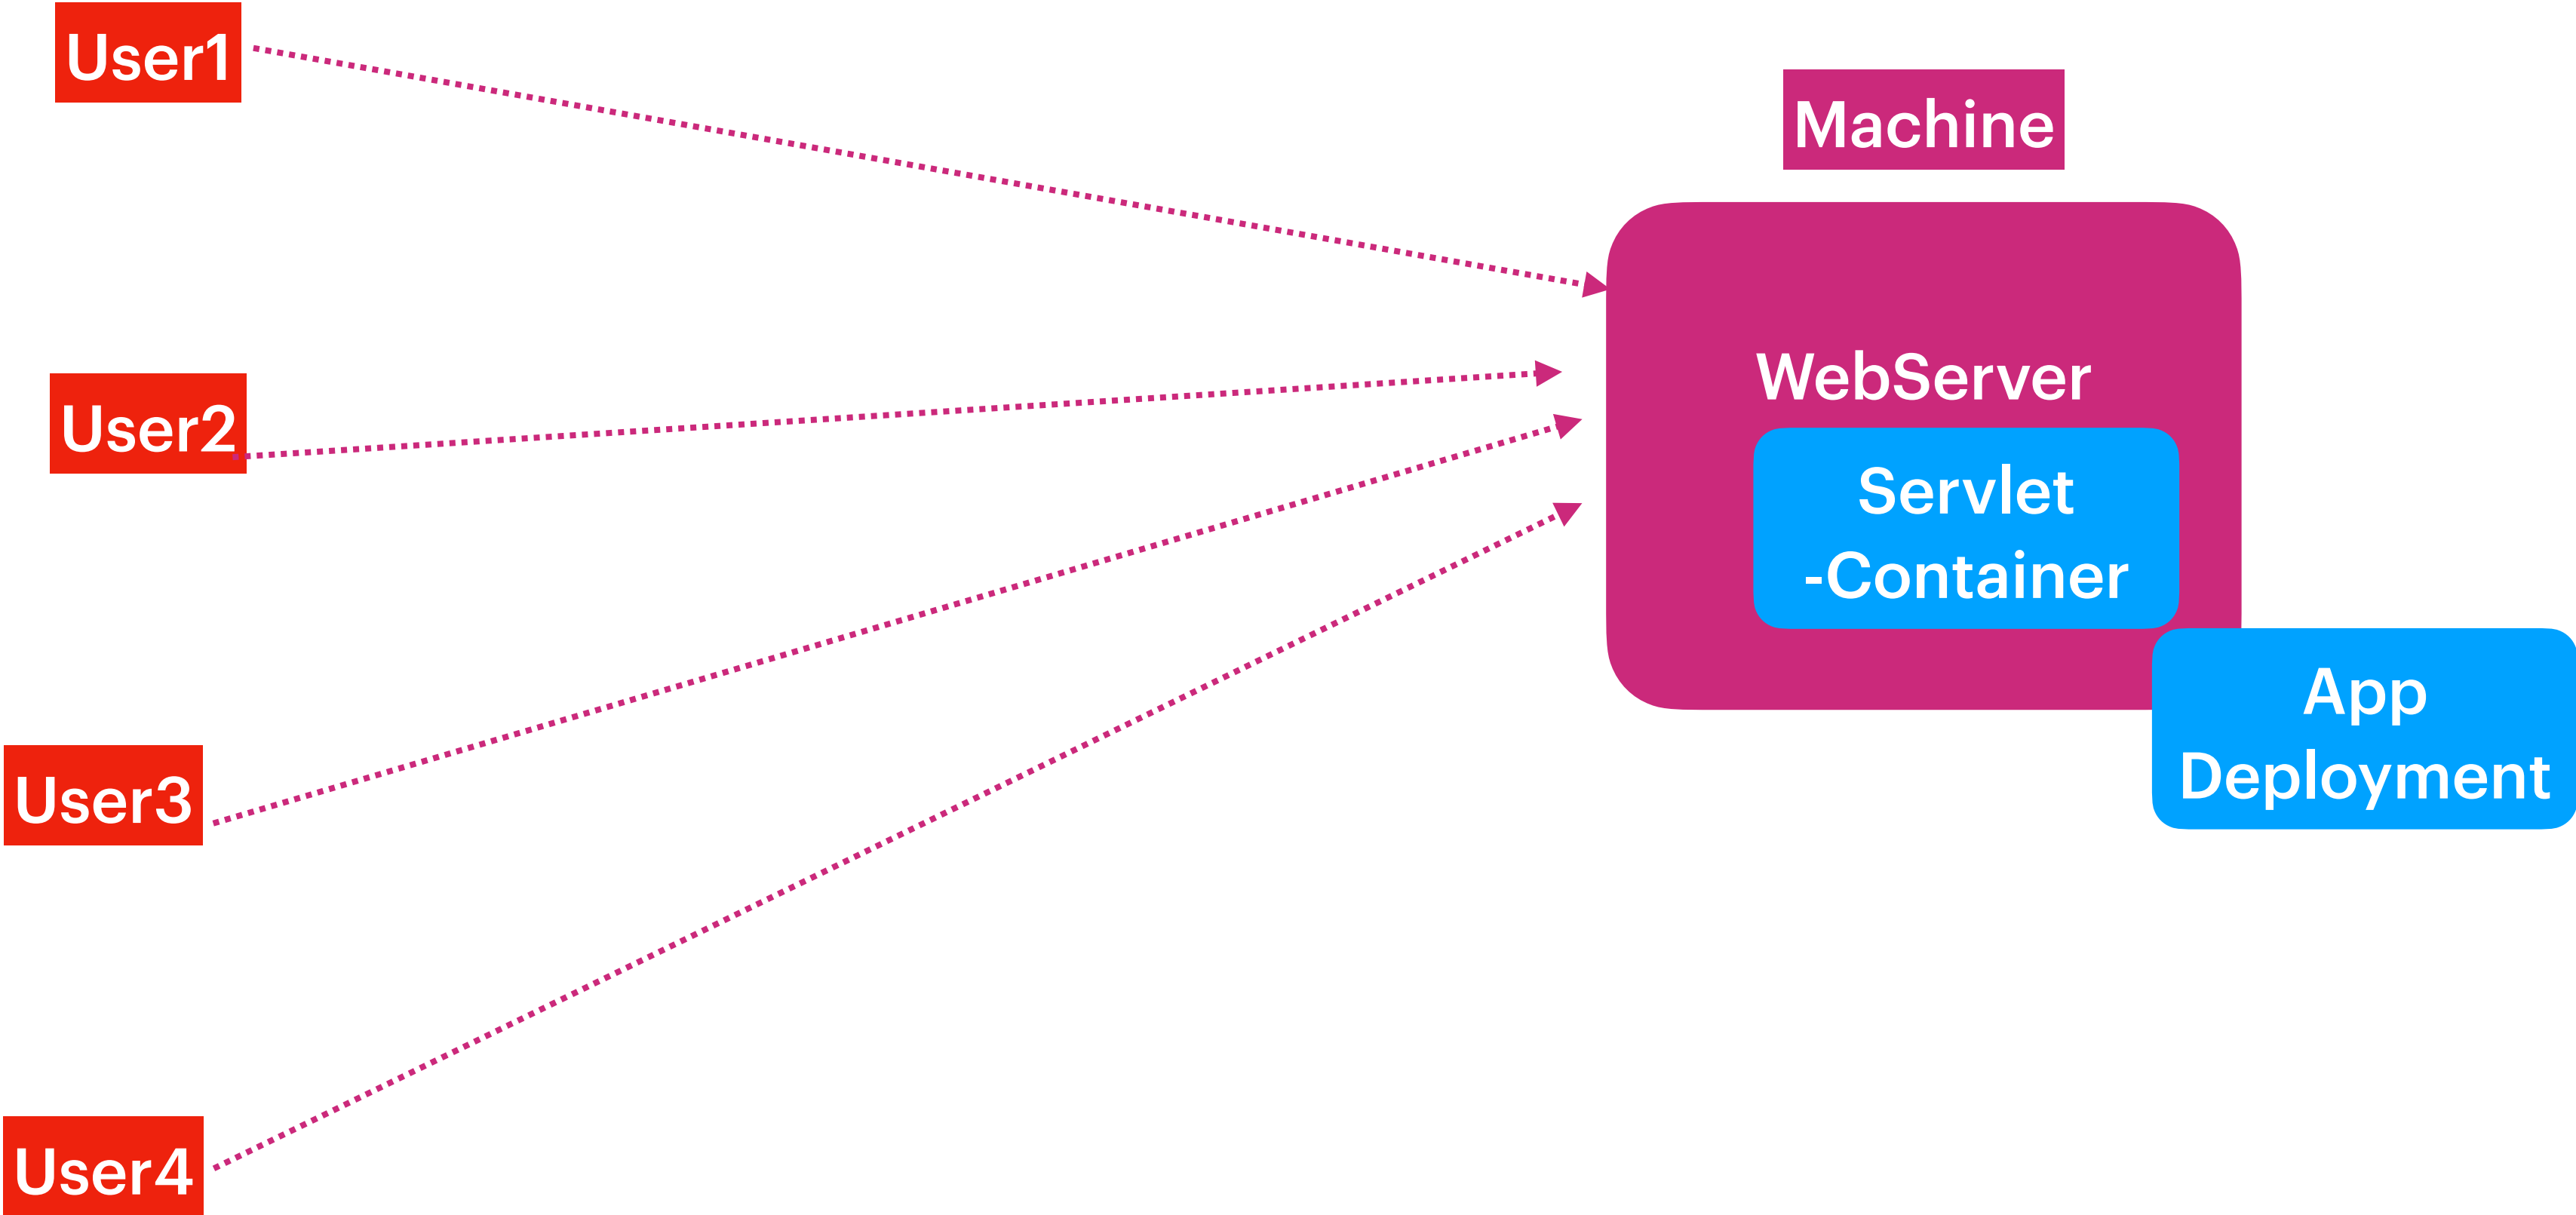 User1
Machine
User2
WebServer
Servlet
-Container
App
Deployment
User3
User4